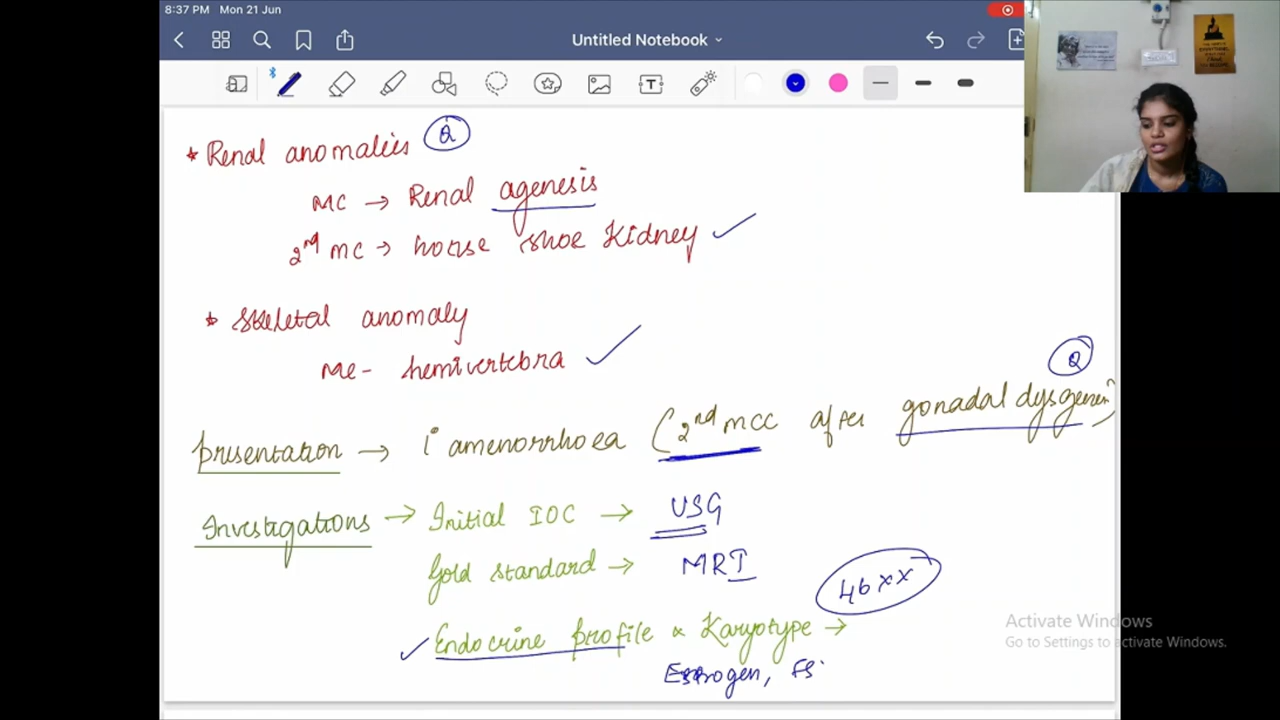 8:37 PM Mon 21 Jun
Untitled Notebook
T
* Renal anomalies Q
MC → Renal agenesis
2nd MC → horse shoe kidney ✓
* Skeletal anomaly
MC - hemivertebra ✓
Q
presentation → 1° amenorrhoea (2nd MCC after gonadal dysgenesis)
Investigations → Initial IOC → USG
Gold standard → MRI
46XX
✓ Endocrine profile & Karyotype →
Estrogen, FS
Activate Windows
Go to Settings to activate Windows.